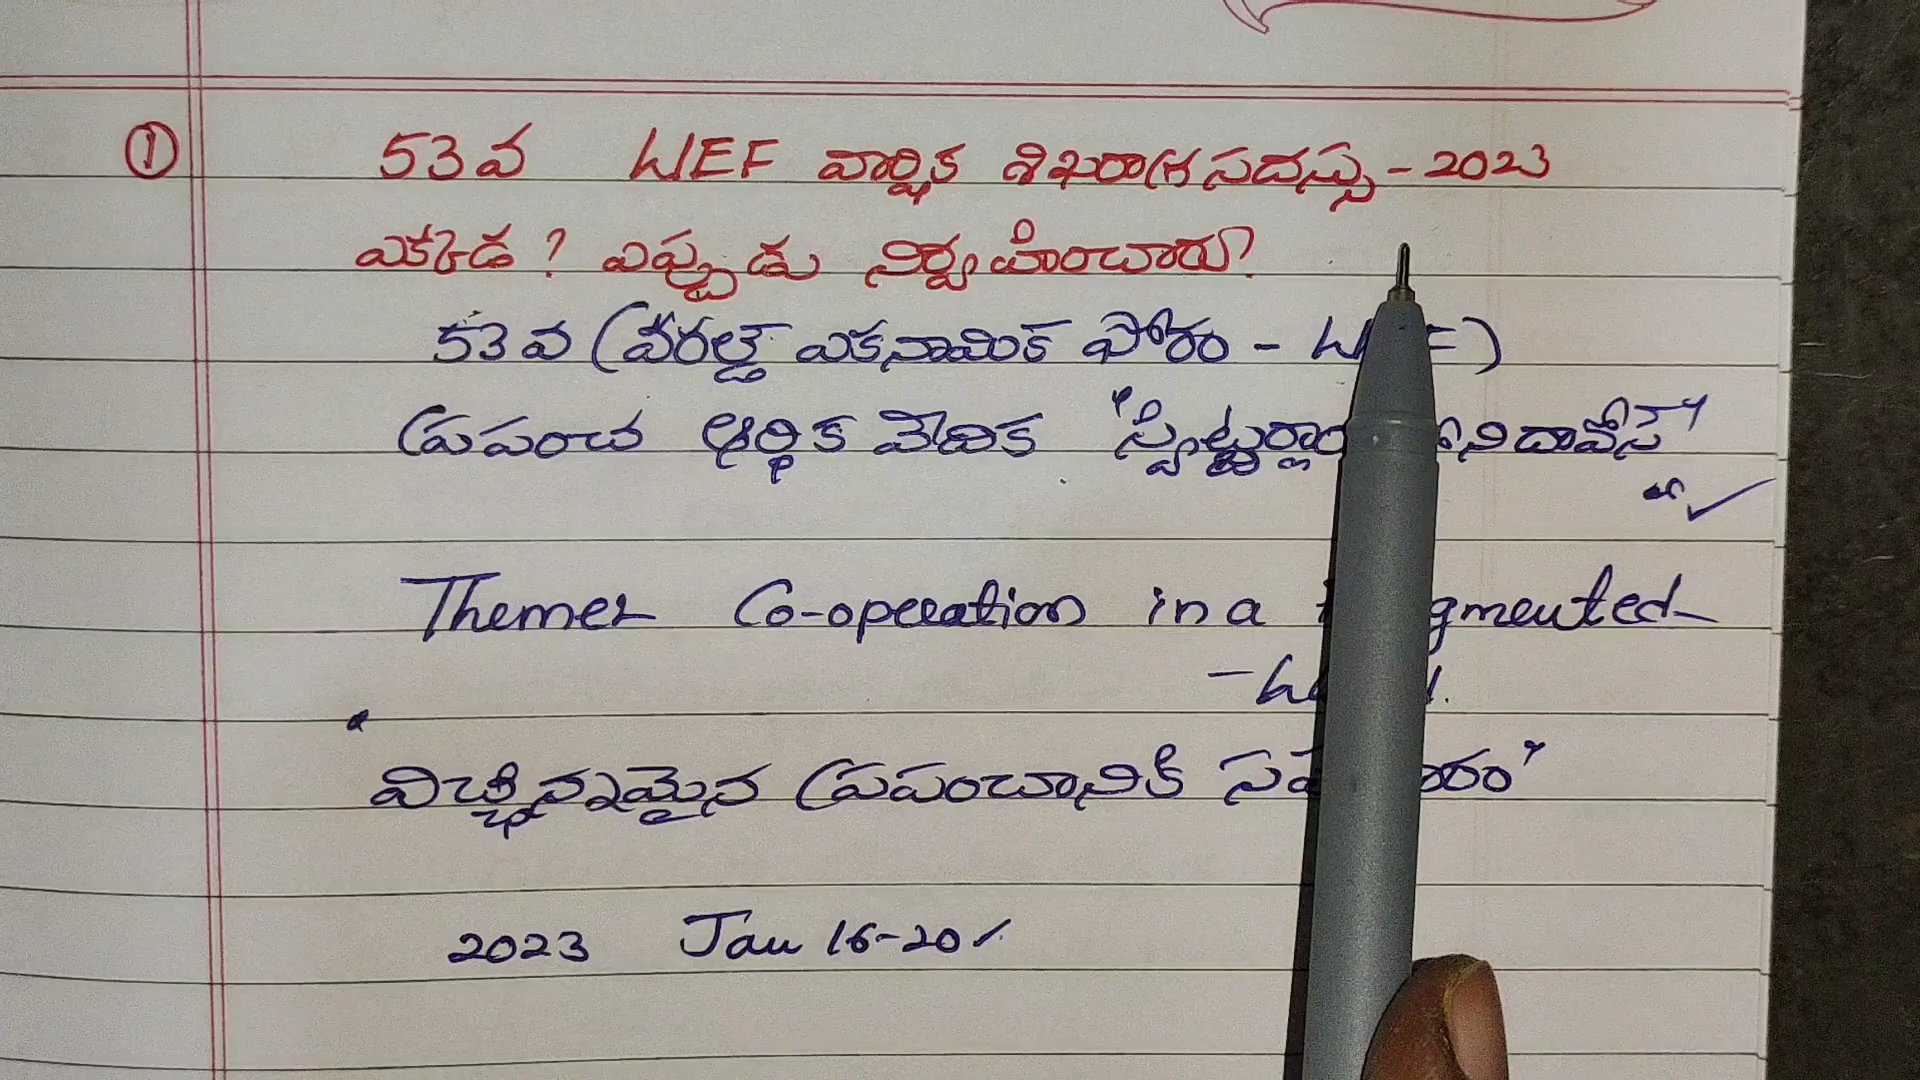 ① 53వ WEF వార్షిక శిఖరాగ్ర సదస్సు - 2023
ఎక్కడ? ఎప్పుడు నిర్వహించారు?
53వ (వరల్డ్ ఎకనామిక్ ఫోరం -
ప్రపంచ ఆర్థిక వేదిక "స్విట్జర్లాం దావోస్"
లో ✓
Themes Co-operation in a
విచ్ఛిన్నమైన ప్రపంచానికి
2023 Jan 16-20